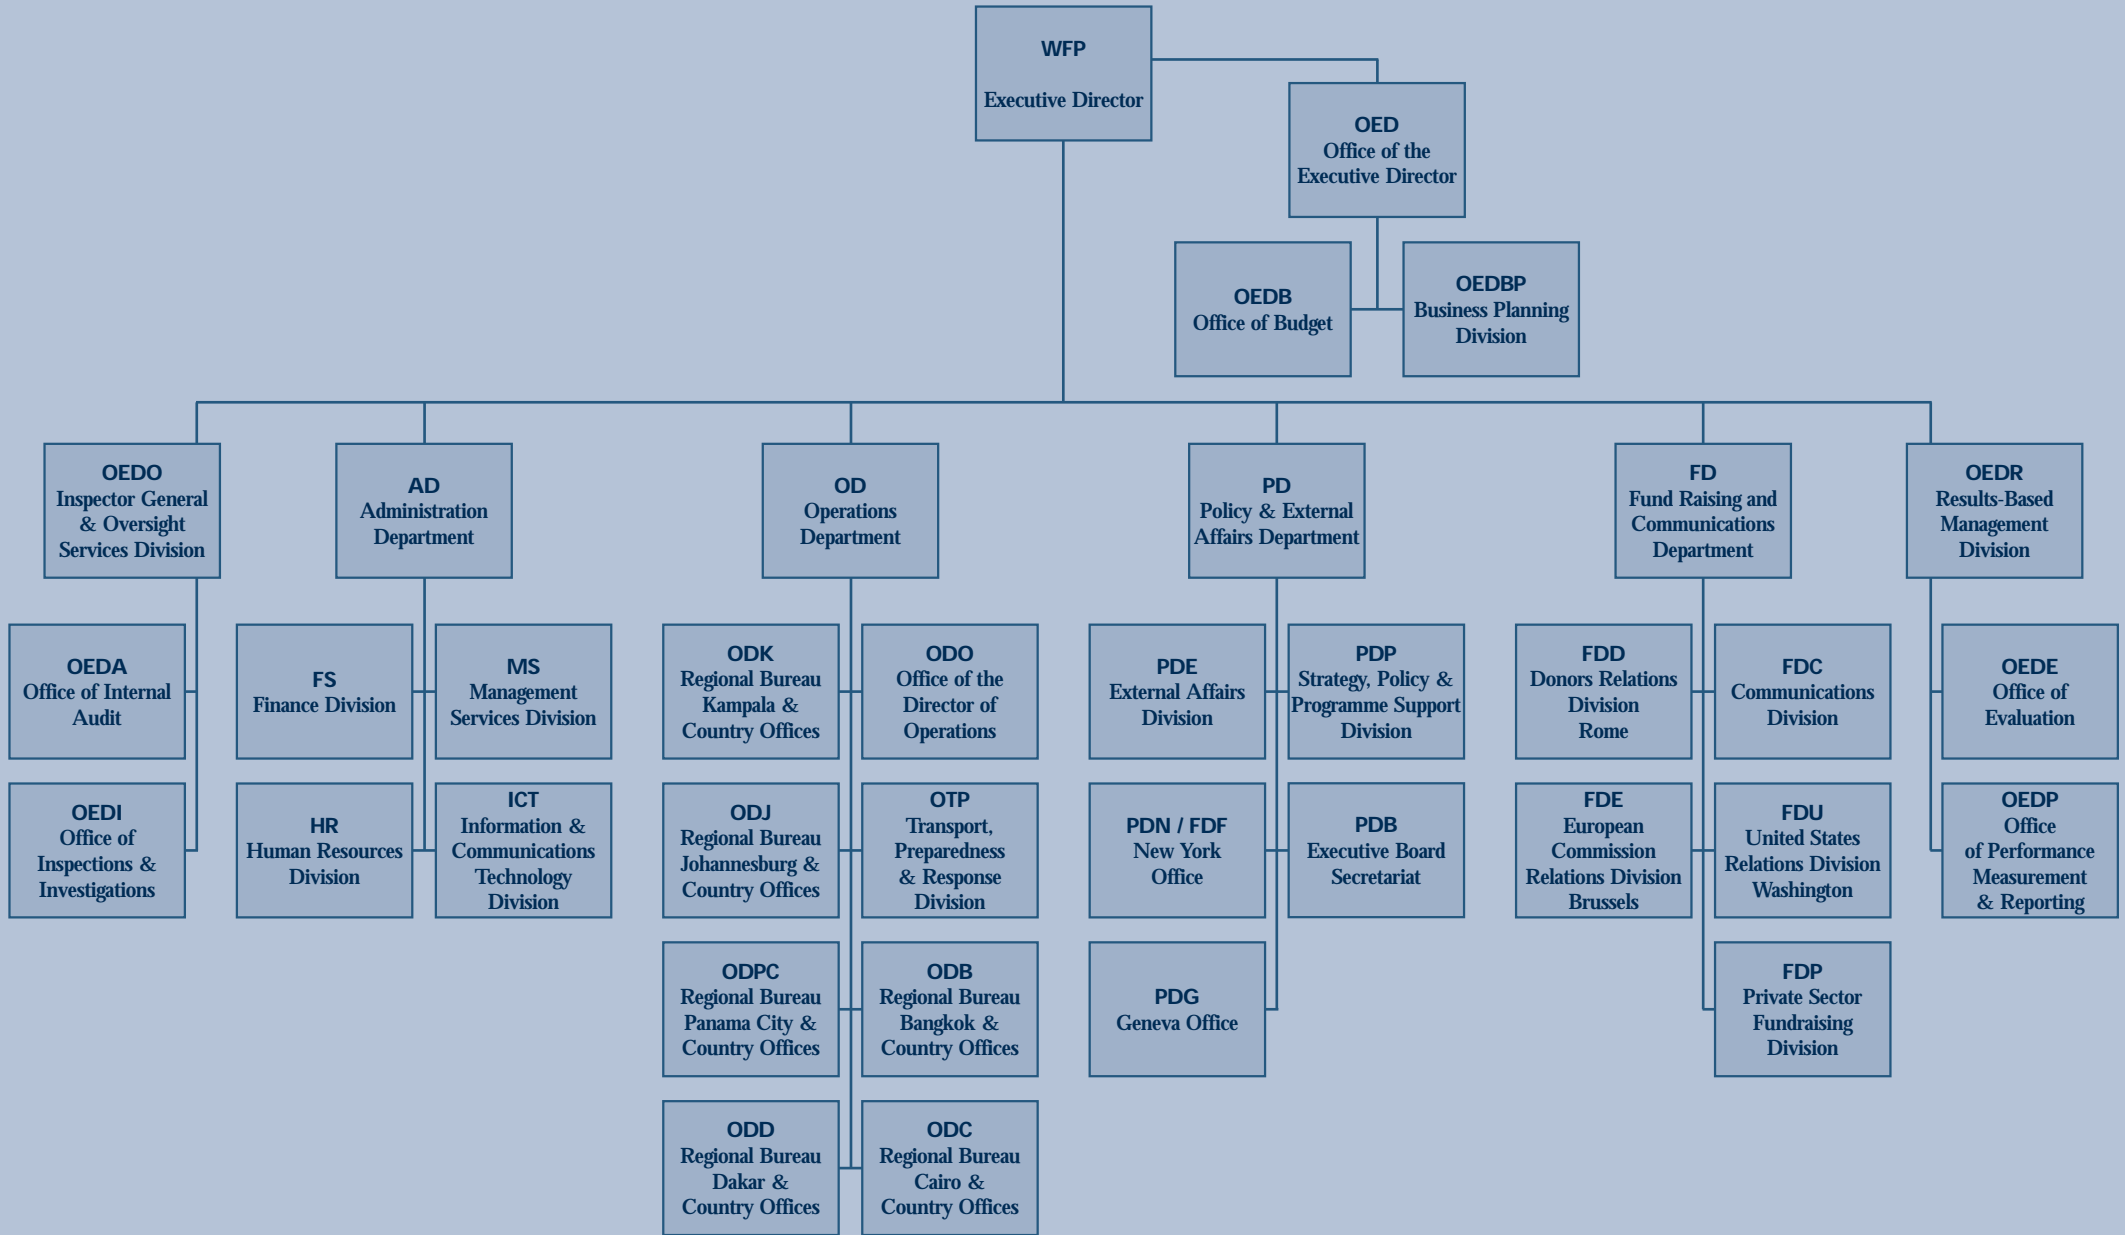 WFP
Executive Director
OED
Office of the
Executive Director
OEDB
Office of Budget
OEDBP
Business Planning
Division
OEDO
Inspector General
& Oversight
Services Division
AD
Administration
Department
OD
Operations
Department
PD
Policy & External
Affairs Department
FD
Fund Raising and
Communications
Department
OEDR
Results-Based
Management
Division
OEDA
Office of Internal
Audit
FS
Finance Division
MS
Management
Services Division
ODK
Regional Bureau
Kampala &
Country Offices
ODO
Office of the
Director of
Operations
PDE
External Affairs
Division
PDP
Strategy, Policy &
Programme Support
Division
FDD
Donors Relations
Division
Rome
FDC
Communications
Division
OEDE
Office of
Evaluation
OEDI
Office of
Inspections &
Investigations
HR
Human Resources
Division
ICT
Information &
Communications
Technology
Division
ODJ
Regional Bureau
Johannesburg &
Country Offices
OTP
Transport,
Preparedness
& Response
Division
PDN / FDF
New York
Office
PDB
Executive Board
Secretariat
FDE
European
Commission
Relations Division
Brussels
FDU
United States
Relations Division
Washington
OEDP
Office
of Performance
Measurement
& Reporting
ODPC
Regional Bureau
Panama City &
Country Offices
ODB
Regional Bureau
Bangkok &
Country Offices
PDG
Geneva Office
FDP
Private Sector
Fundraising
Division
ODD
Regional Bureau
Dakar &
Country Offices
ODC
Regional Bureau
Cairo &
Country Offices